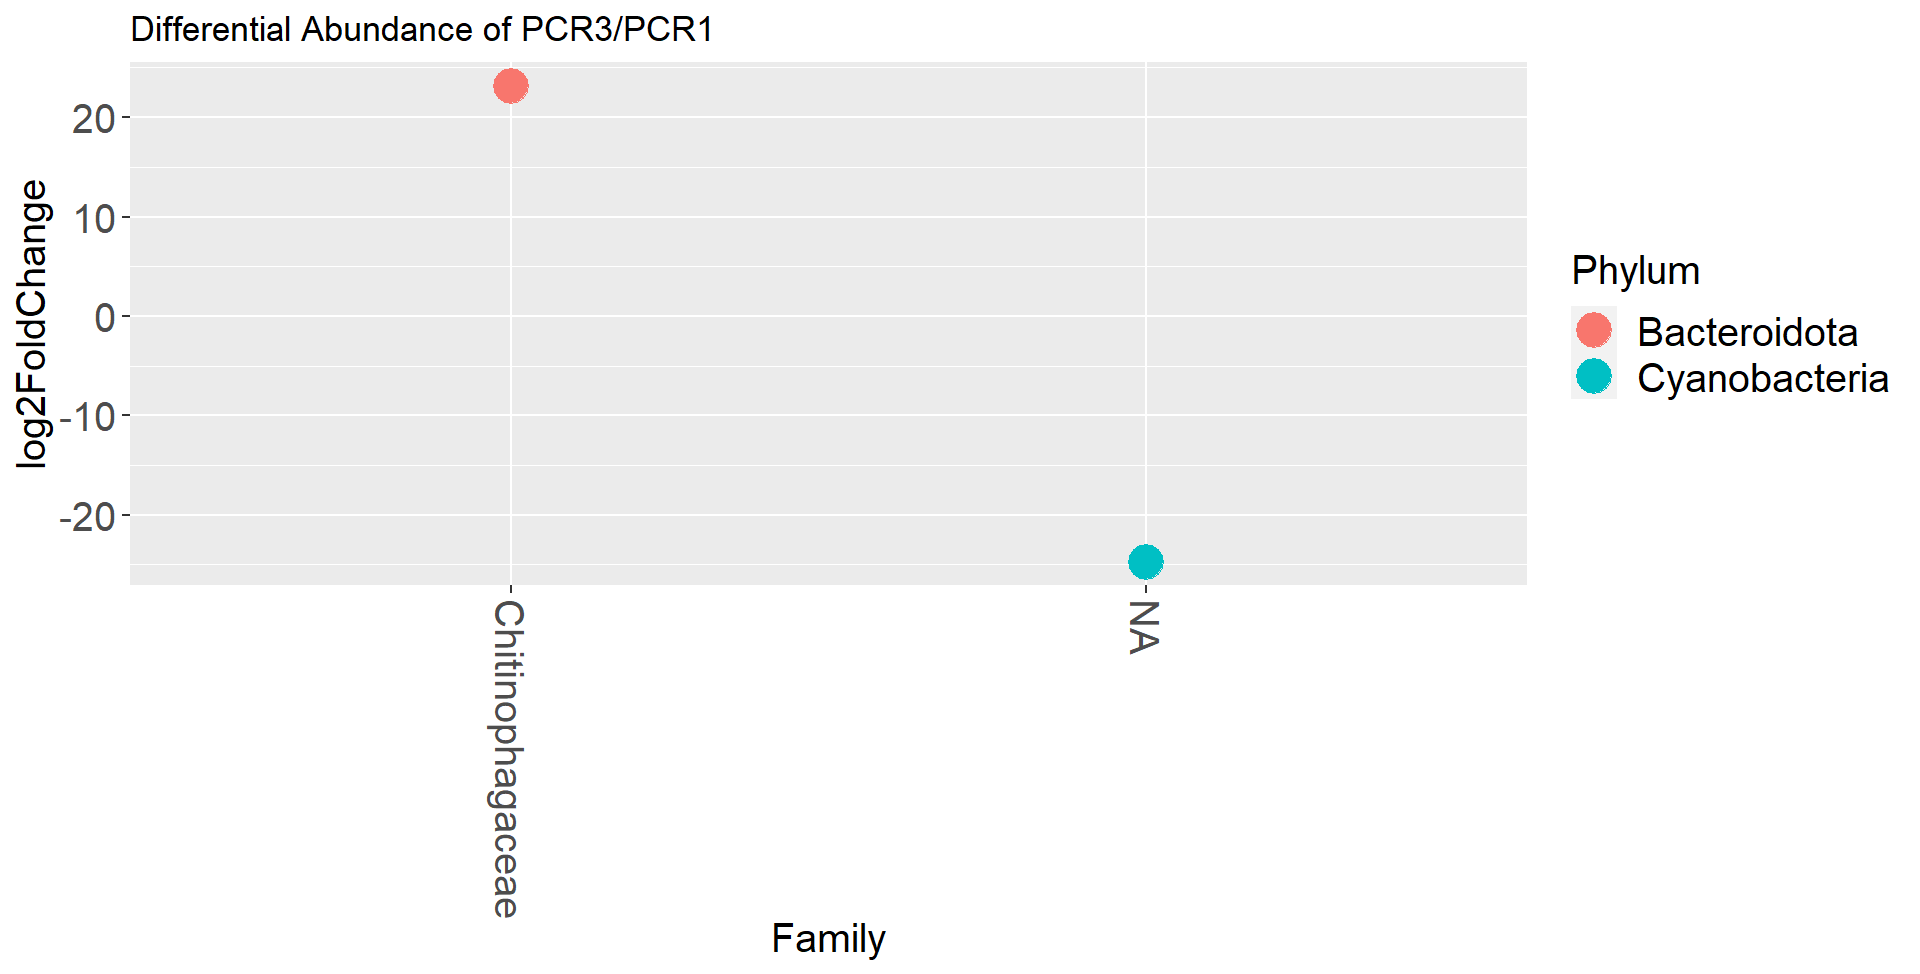 Differential Abundance of PCR3/PCR1
log2FoldChange
20
10
0
-10
-20
Chitinophagaceae
NA
Family
Phylum
Bacteroidota
Cyanobacteria